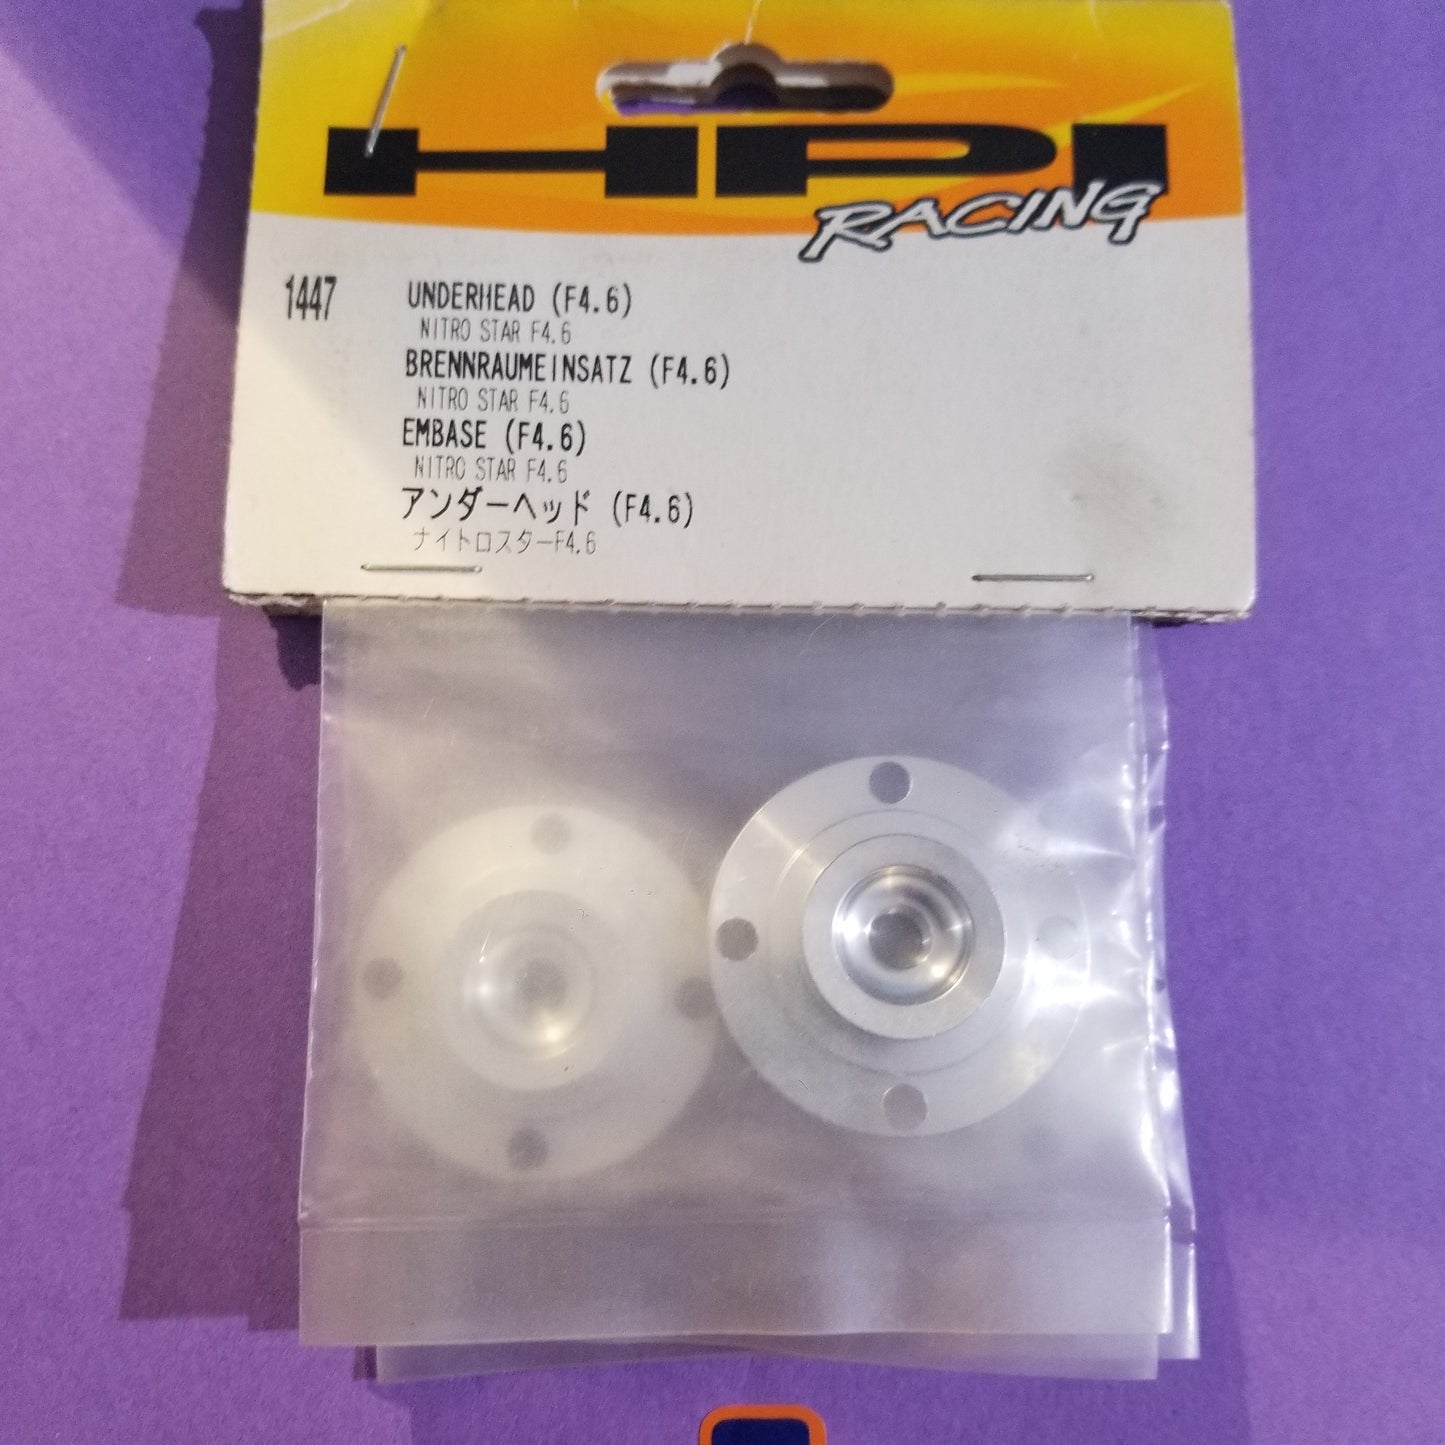 HPI
RACING
1447
UNDERHEAD (F4.6)
NITRO STAR F4.6
BRENNRAUMEINSATZ (F4.6)
NITRO STAR F4.6
EMBASE (F4.6)
NITRO STAR F4.6
アンダーヘッド (F4.6)
ナイトロスターF4.6